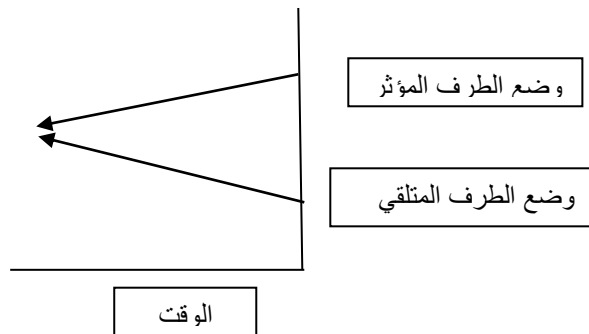 وضع الطرف المؤثر
وضع الطرف المتلقي
الوقت